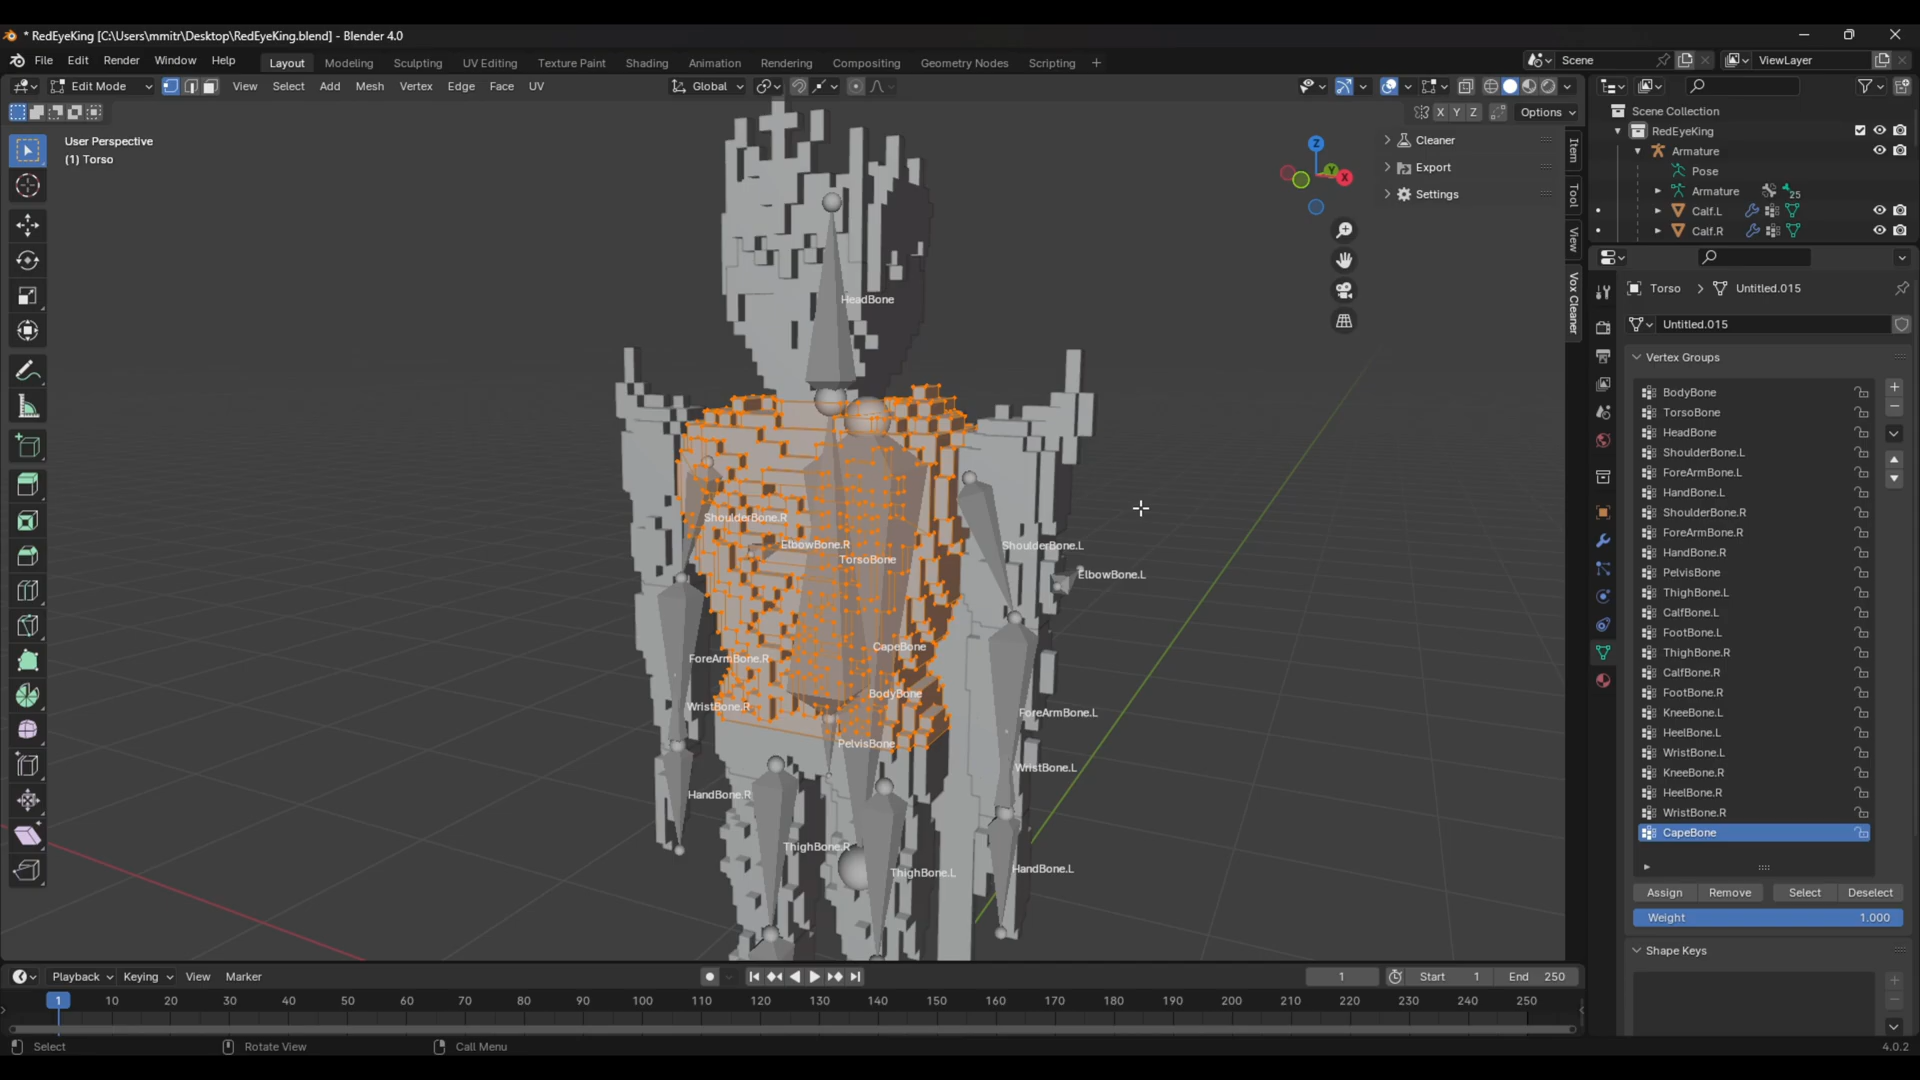 * RedEyeKing [C:\Users\mmitr\Desktop\RedEyeKing.blend] - Blender 4.0
File Edit Render Window Help Layout Modeling Sculpting UV Editing Texture Paint Shading Animation Rendering Compositing Geometry Nodes Scripting + Scene ViewLayer
Edit Mode View Select Add Mesh Vertex Edge Face UV Global
X Y Z Options
User Perspective
(1) Torso
Z
Y
X
Cleaner
Export
Settings
Item
Tool
View
Vox Cleaner
HeadBone
ShoulderBone.R
ElbowBone.R
TorsoBone
ShoulderBone.L
ElbowBone.L
CapeBone
ForeArmBone.R
BodyBone
WristBone.R
ForeArmBone.L
PelvisBone
WristBone.L
HandBone.R
ThighBone.R
ThighBone.L
HandBone.L
Scene Collection
RedEyeKing
Armature
Pose
Armature 25
Calf.L
Calf.R
Torso > Untitled.015
Untitled.015
Vertex Groups
BodyBone
TorsoBone
HeadBone
ShoulderBone.L
ForeArmBone.L
HandBone.L
ShoulderBone.R
ForeArmBone.R
HandBone.R
PelvisBone
ThighBone.L
CalfBone.L
FootBone.L
ThighBone.R
CalfBone.R
FootBone.R
KneeBone.L
HeelBone.L
WristBone.L
KneeBone.R
HeelBone.R
WristBone.R
CapeBone
Assign Remove Select Deselect
Weight 1.000
Shape Keys
Playback Keying View Marker 1 Start 1 End 250
1 10 20 30 40 50 60 70 80 90 100 110 120 130 140 150 160 170 180 190 200 210 220 230 240 250
Select Rotate View Call Menu 4.0.2